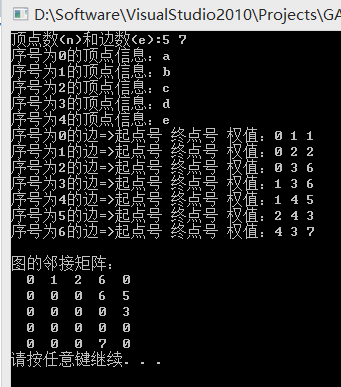 D:\Software\VisualStudio2010\Projects\GA
顶点数(n)和边数(e):5 7
序号为0的顶点信息：a
序号为1的顶点信息：b
序号为2的顶点信息：c
序号为3的顶点信息：d
序号为4的顶点信息：e
序号为0的边=>起点号 终点号 权值：0 1 1
序号为1的边=>起点号 终点号 权值：0 2 2
序号为2的边=>起点号 终点号 权值：0 3 6
序号为3的边=>起点号 终点号 权值：1 3 6
序号为4的边=>起点号 终点号 权值：1 4 5
序号为5的边=>起点号 终点号 权值：2 4 3
序号为6的边=>起点号 终点号 权值：4 3 7
图的邻接矩阵：
0 1 2 6 0
0 0 0 6 5
0 0 0 0 3
0 0 0 0 0
0 0 0 7 0
请按任意键继续. . .